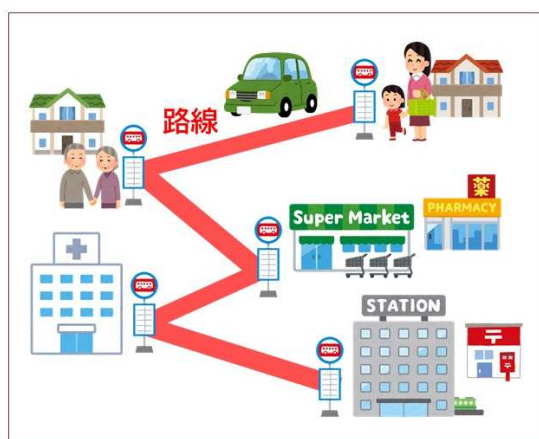 路線
薬
Super Market
PHARMACY
STATION